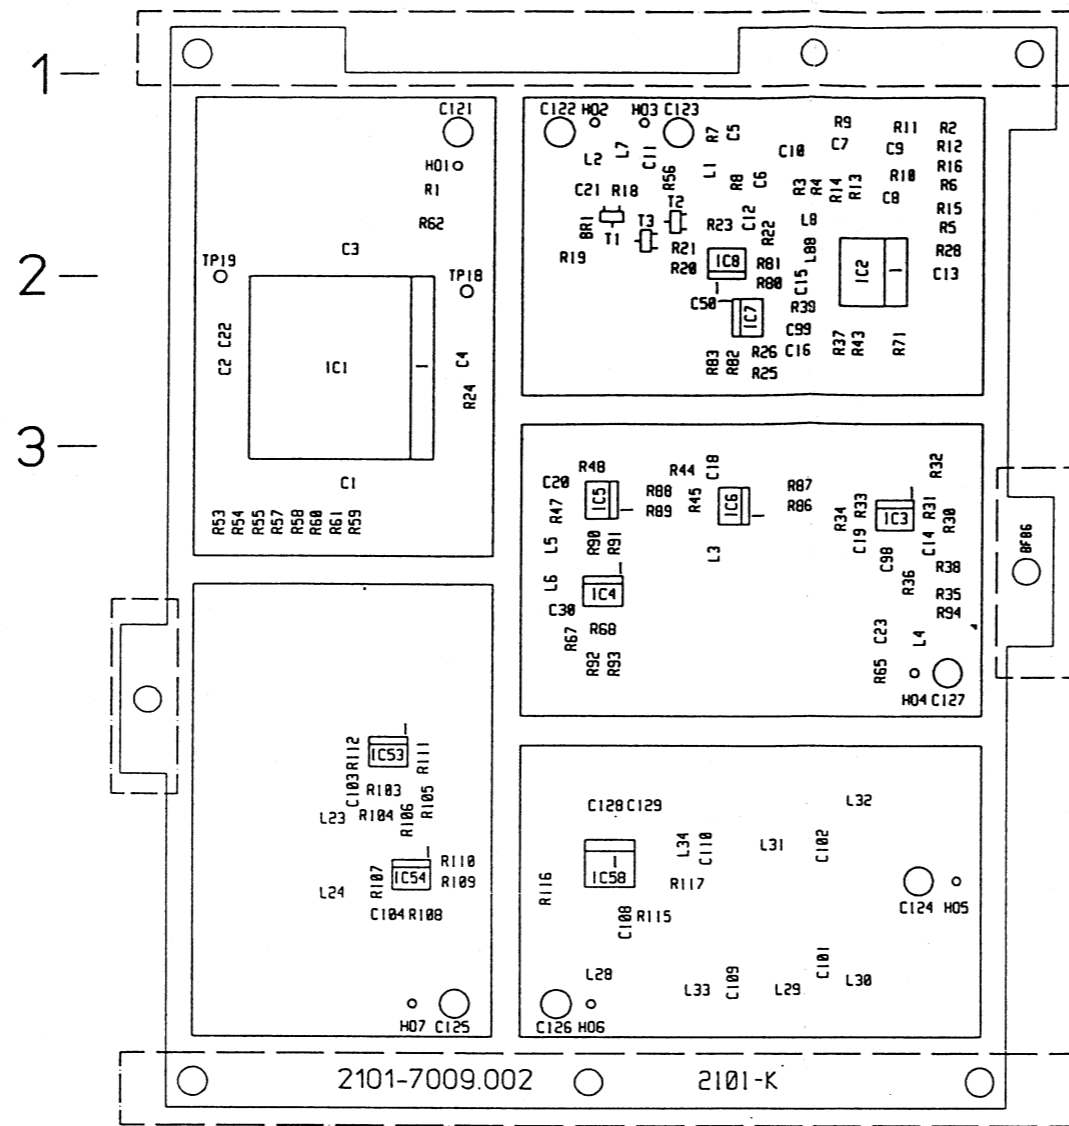 1
C121
C122 H02 H03 C123
R9 R11 R2
R7 C5
C10 C7 C9 R12
H01
L2 L7 C11
R56 L1 R8 C6
R3 R4 R14 R13
R10 C8
R16
R6
R1
C21 R18
T2
R15
R62
BR1 T1 T3
R23 C12 R22
L8
R5
C3
R19
R21
R20
IC8
R81
R80
L88
C15
IC2
R28
C13
2
TP19
TP18
C50
IC7
R39
C99
C16
C22
C2
IC1
C4
R24
R83 R82
R26
R25
R37 R43 R71
3
C1
R53 R54 R55 R57 R58 R60 R61 R59
R48 R44 C18
R32
C20 IC5
R88
R89
R45 IC6
R87
R86
R47
R34 R33 IC3 R31 R30
C19 C98 C14
L5 R90 R91
L3
BF86
R38
L6 IC4
R36
R35
C30
R94
R67 R68
C23 L4
R92 R93
R65
H04 C127
R112 IC53 R111
C103 R103
R105
L23 R104 R106
C128 C129
L32
L34 C110 L31 C102
R107 IC54
R110
R109
R116 IC58
R117
L24
C104 R108
C108 R115
C124 H05
L28
C101
L33 C109 L29
L30
H07 C125
C126 H06
2101-7009.002 2101-K